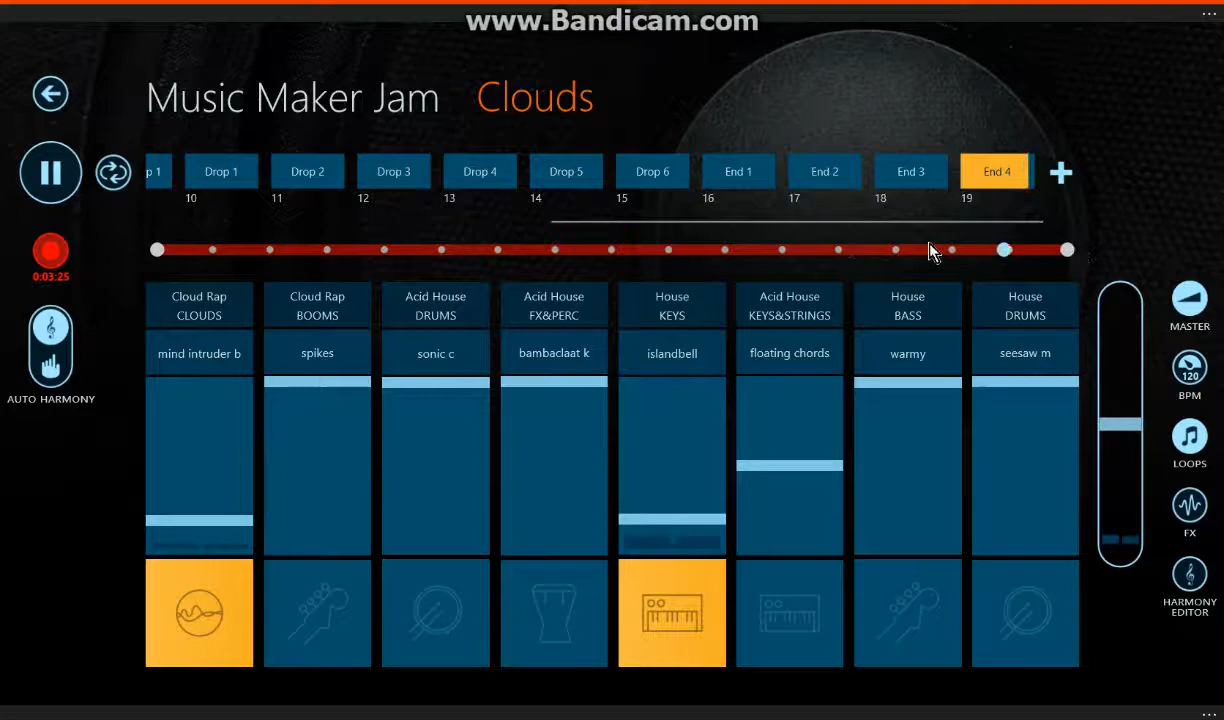 www.Bandicam.com
Music Maker Jam Clouds
p 1 Drop 1 Drop 2 Drop 3 Drop 4 Drop 5 Drop 6 End 1 End 2 End 3 End 4
10 11 12 13 14 15 16 17 18 19
0:03:25
AUTO HARMONY
Cloud Rap
CLOUDS
mind intruder b
Cloud Rap
BOOMS
spikes
Acid House
DRUMS
sonic c
Acid House
FX&PERC
bambaclaat k
House
KEYS
islandbell
Acid House
KEYS&STRINGS
floating chords
House
BASS
warmy
House
DRUMS
seesaw m
MASTER
120
BPM
LOOPS
FX
HARMONY
EDITOR